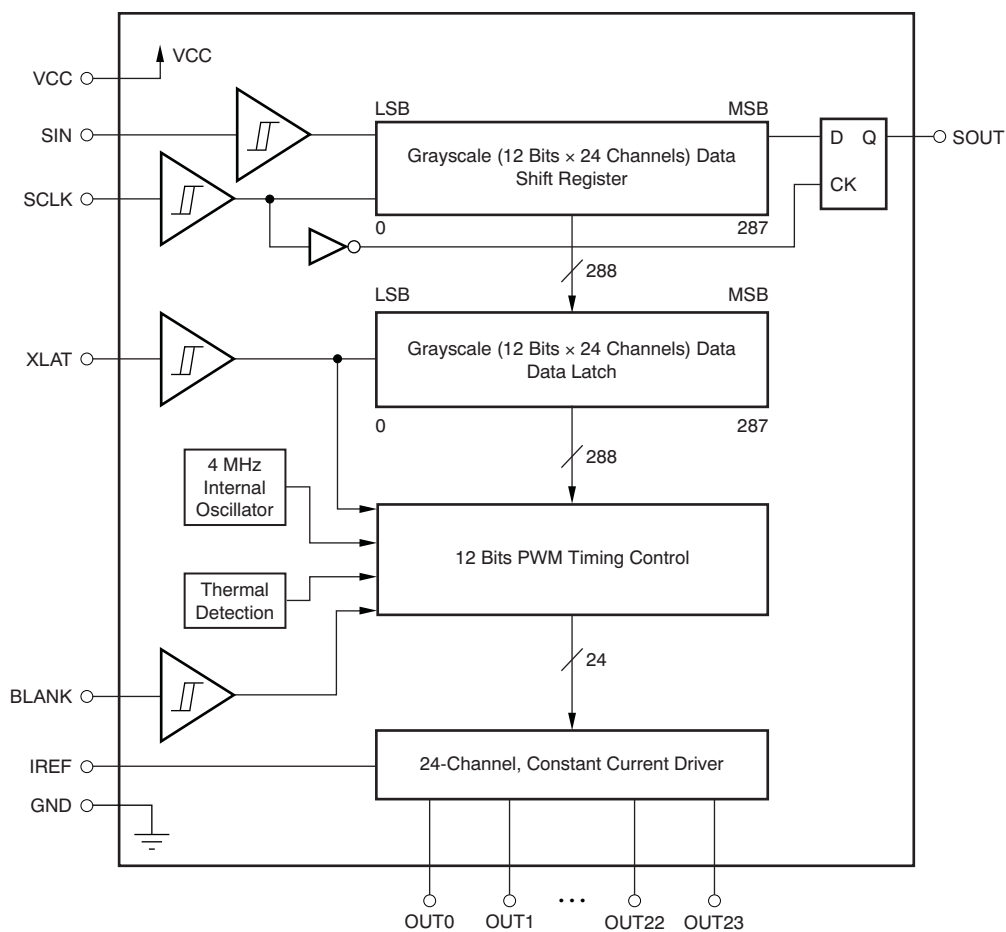 VCC
VCC
SIN
SCLK
LSB
MSB
Grayscale (12 Bits × 24 Channels) Data
Shift Register
0
287
D
Q
CK
SOUT
288
LSB
MSB
XLAT
Grayscale (12 Bits × 24 Channels) Data
Data Latch
0
287
288
4 MHz
Internal
Oscillator
12 Bits PWM Timing Control
Thermal
Detection
24
BLANK
IREF
24-Channel, Constant Current Driver
GND
OUT0
OUT1
...
OUT22
OUT23